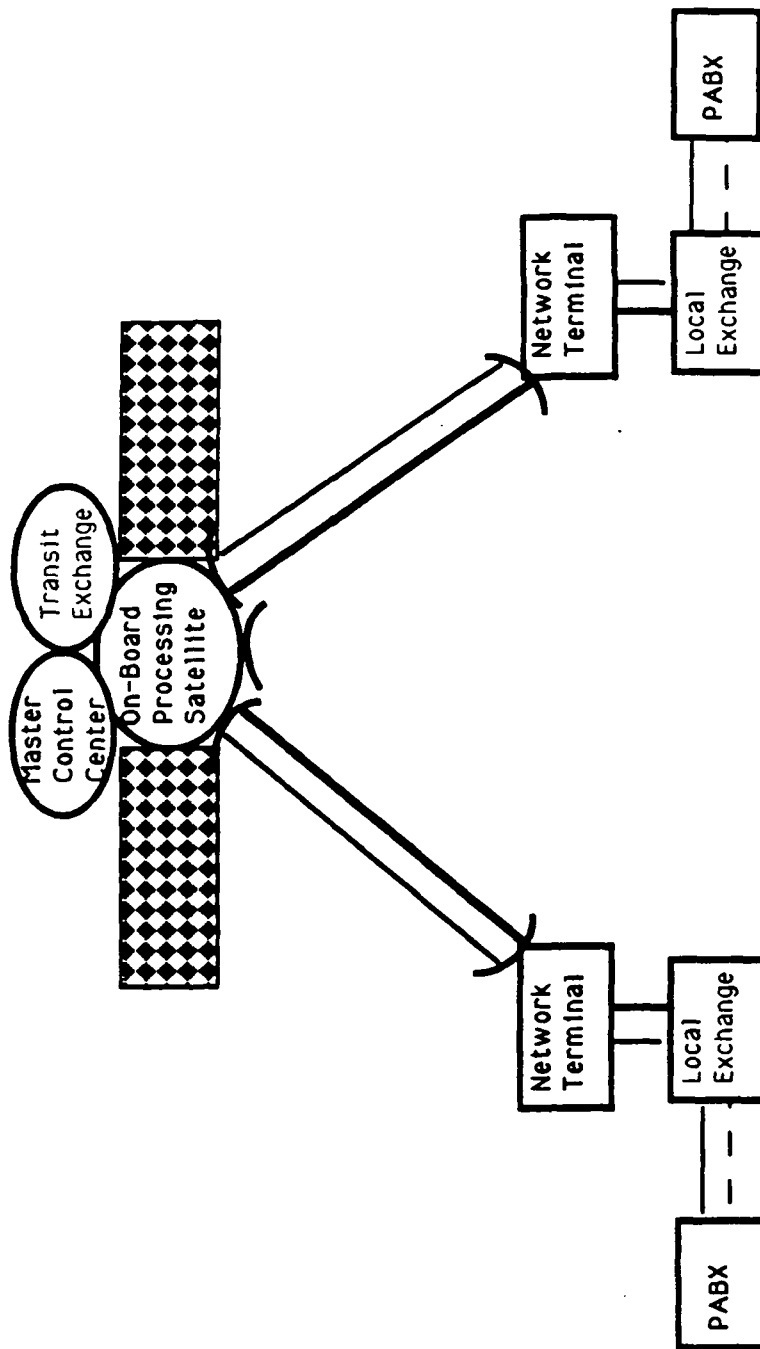 Master
Control
Center
Transit
Exchange
On-Board
Processing
Satellite
Network
Terminal
Network
Terminal
PABX
Local
Exchange
Local
Exchange
PABX